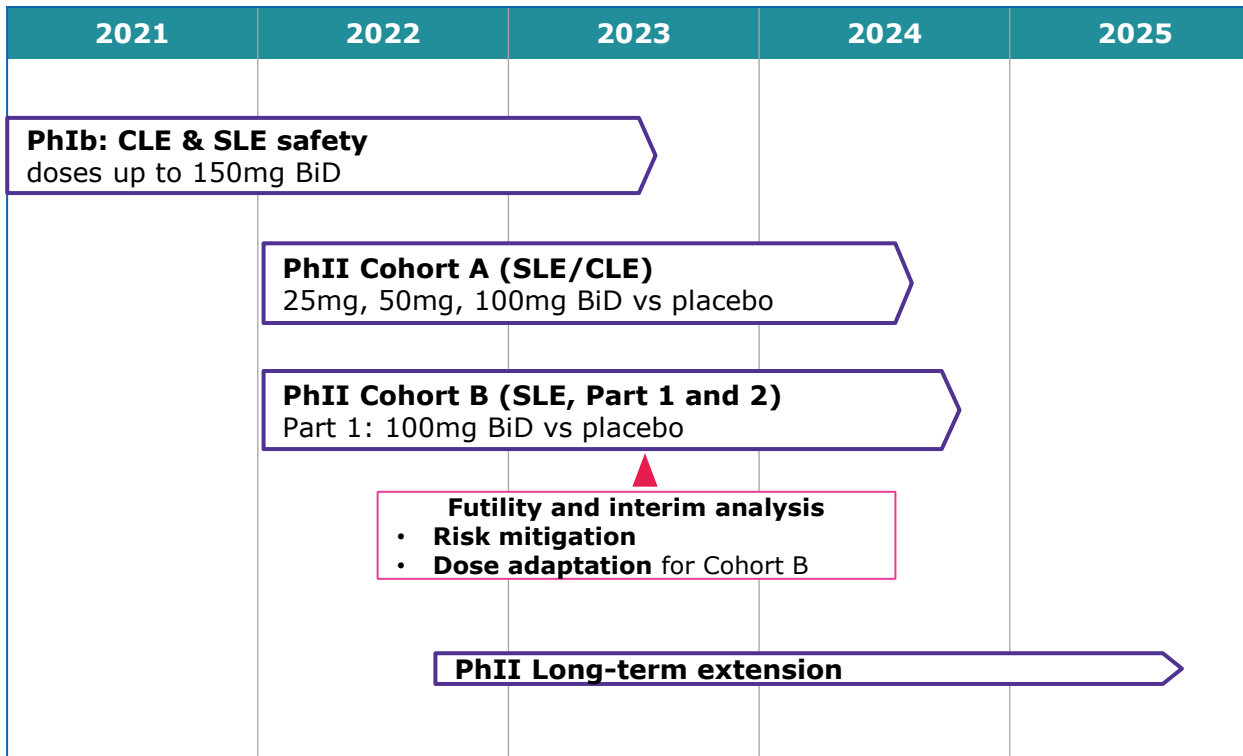 2021 2022 2023 2024 2025
PhIb: CLE & SLE safety
doses up to 150mg BiD
PhII Cohort A (SLE/CLE)
25mg, 50mg, 100mg BiD vs placebo
PhII Cohort B (SLE, Part 1 and 2)
Part 1: 100mg BiD vs placebo
Futility and interim analysis
• Risk mitigation
• Dose adaptation for Cohort B
PhII Long-term extension